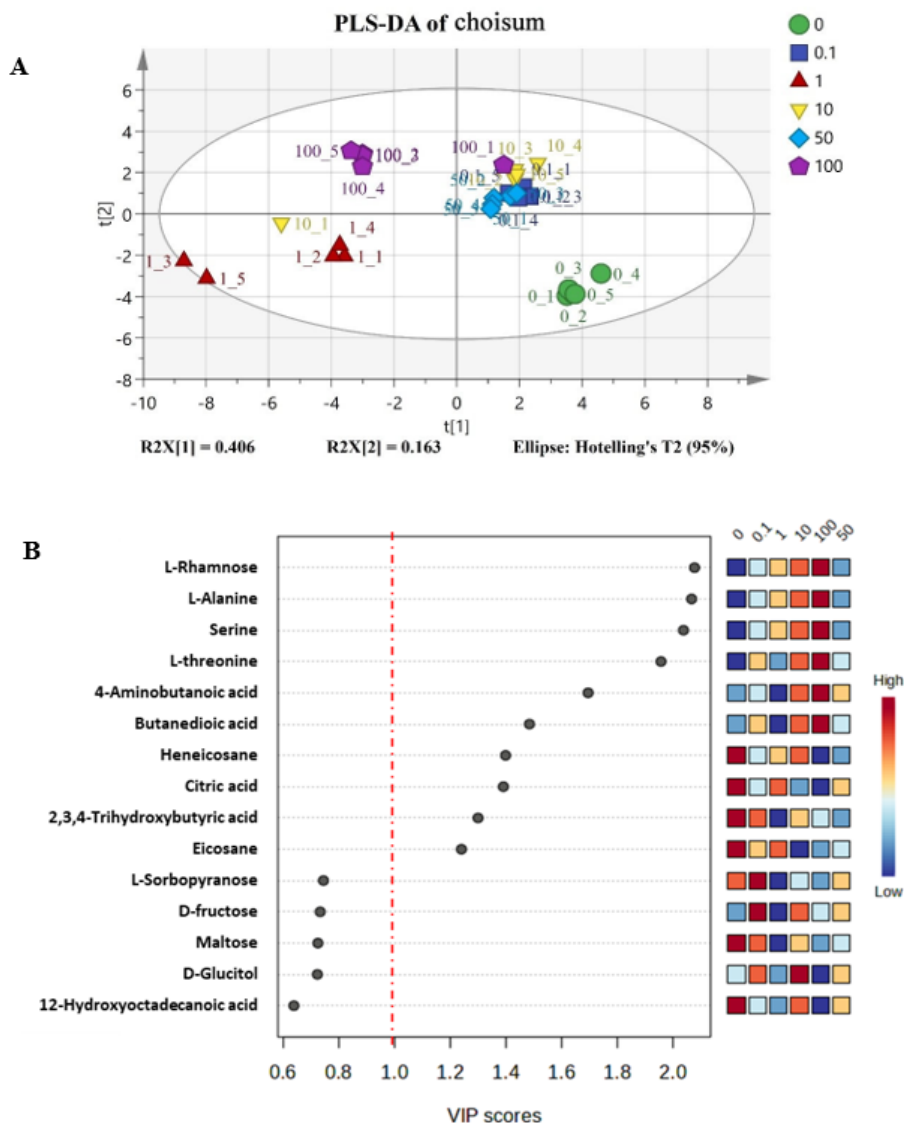 PLS-DA of choisum
A
0
0.1
1
10
50
100
6
4
2
0
-2
-4
-6
-8
t[2]
100_5
100_4
100_1
10_3
10_4
10_1
1_4
1_2
1_1
1_3
1_5
0_3
0_4
0_1
0_5
0_2
-10 -8 -6 -4 -2 0 2 4 6 8
t[1]
R2X[1] = 0.406 R2X[2] = 0.163 Ellipse: Hotelling's T2 (95%)
B
0 0.1 1 10 100 50
L-Rhamnose
L-Alanine
Serine
L-threonine
4-Aminobutanoic acid
Butanedioic acid
Heneicosane
Citric acid
2,3,4-Trihydroxybutyric acid
Eicosane
L-Sorbopyranose
D-fructose
Maltose
D-Glucitol
12-Hydroxyoctadecanoic acid
High
Low
0.6 0.8 1.0 1.2 1.4 1.6 1.8 2.0
VIP scores